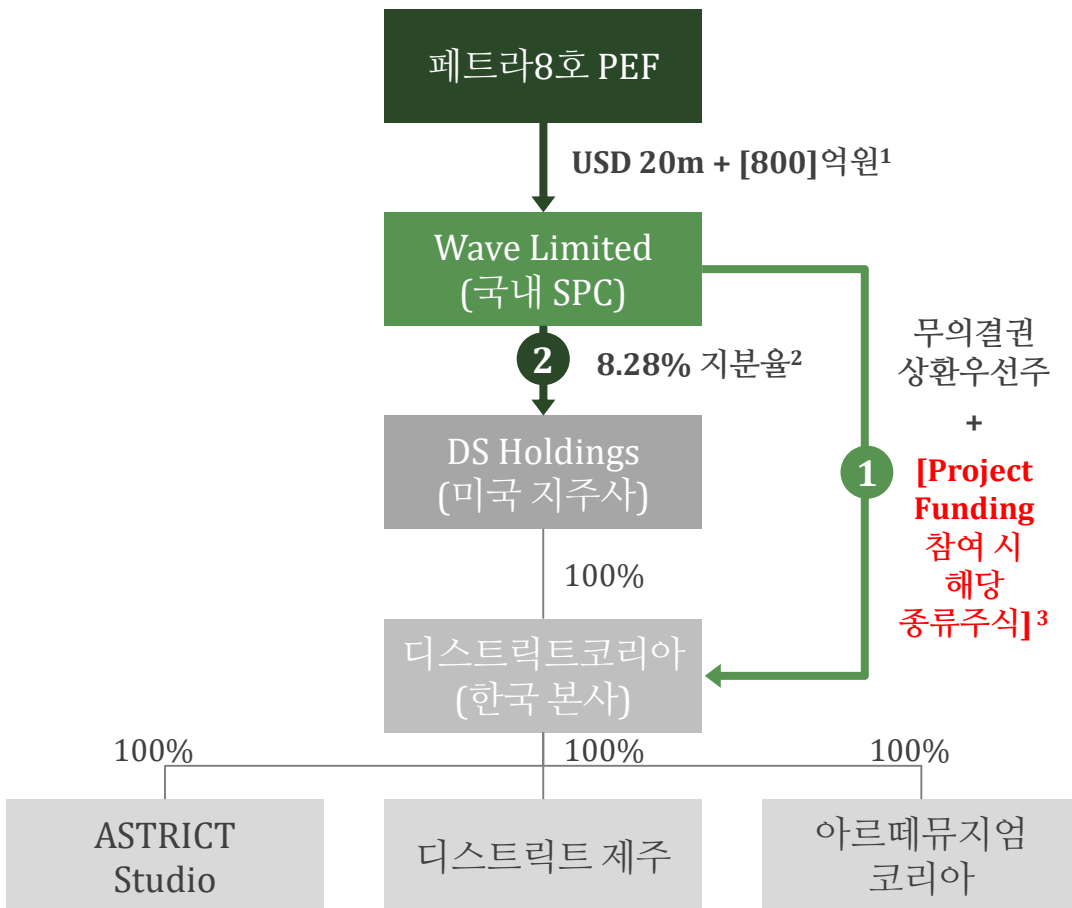 페트라8호 PEF
USD 20m + [800]억원1
Wave Limited
(국내 SPC)
2
8.28% 지분율2
무의결권
상환우선주
+
1
[Project
Funding
참여 시
해당
종류주식]3
DS Holdings
(미국 지주사)
100%
디스트릭트코리아
(한국 본사)
100%
100%
100%
ASTRICT
Studio
디스트릭트 제주
아르떼뮤지엄
코리아